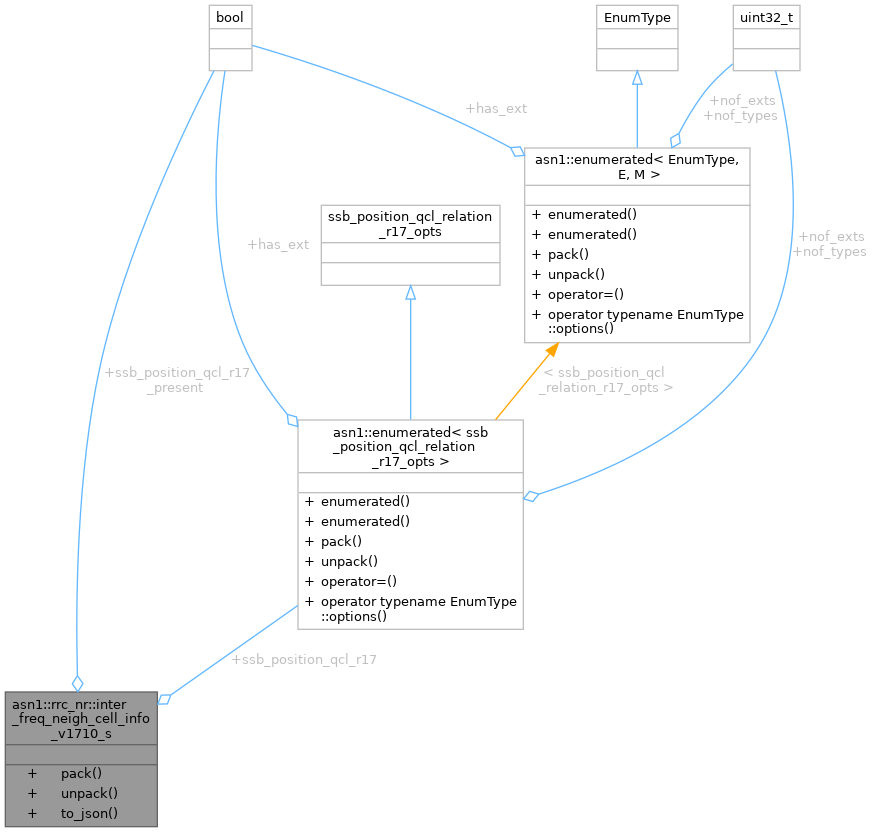 bool
EnumType
uint32_t
+has_ext
+nof_exts
+nof_types
asn1::enumerated< EnumType,
E, M >
+ enumerated()
+ enumerated()
+ pack()
+ unpack()
+ operator=()
+ operator typename EnumType
::options()
ssb_position_qcl_relation
_r17_opts
+has_ext
+nof_exts
+nof_types
+ssb_position_qcl_r17
_present
< ssb_position_qcl
_relation_r17_opts >
asn1::enumerated< ssb
_position_qcl_relation
_r17_opts >
+ enumerated()
+ enumerated()
+ pack()
+ unpack()
+ operator=()
+ operator typename EnumType
::options()
+ssb_position_qcl_r17
asn1::rrc_nr::inter
_freq_neigh_cell_info
_v1710_s
+ pack()
+ unpack()
+ to_json()